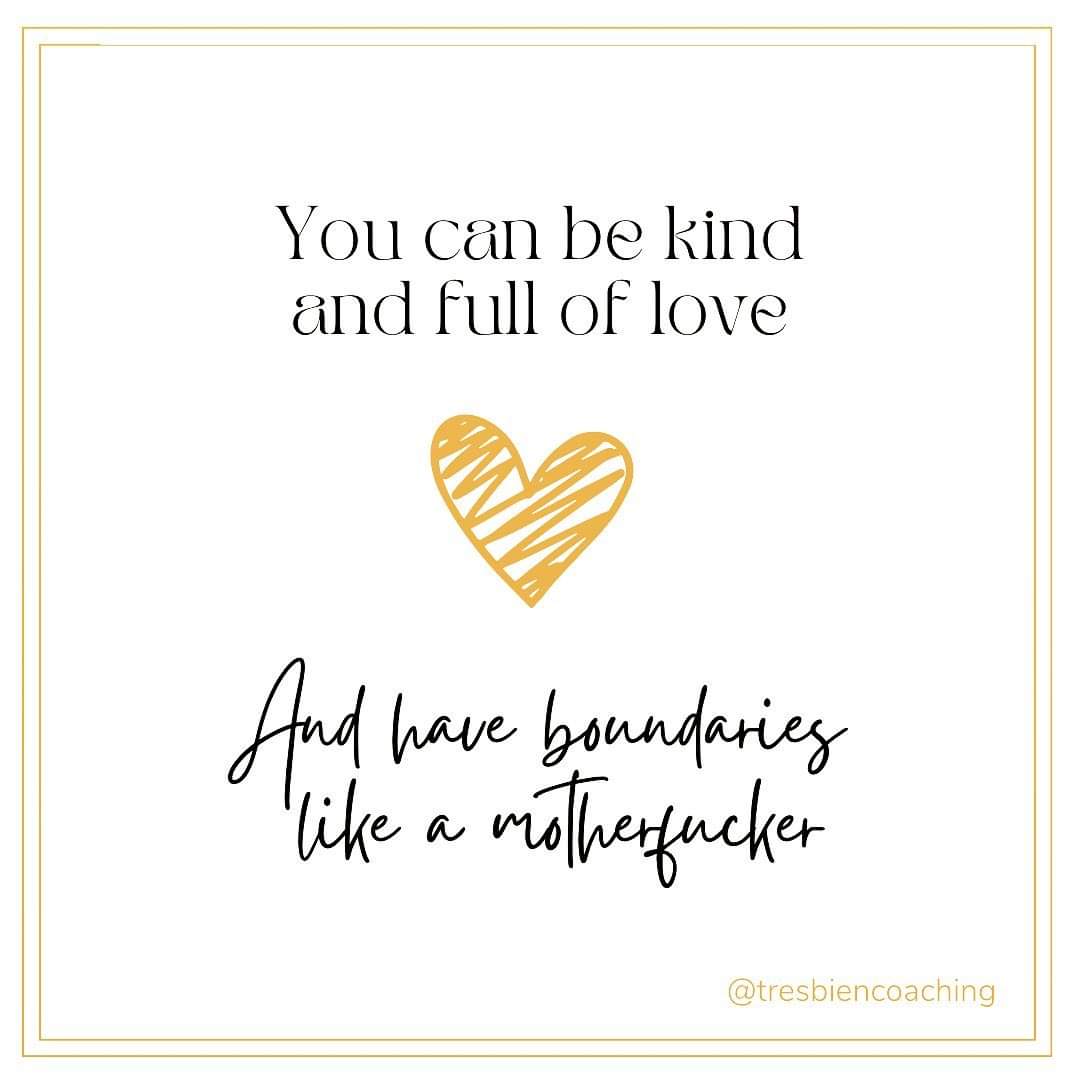 You can be kind
and full of love
And have boundaries
like a motherfucker
@tresbiencoaching